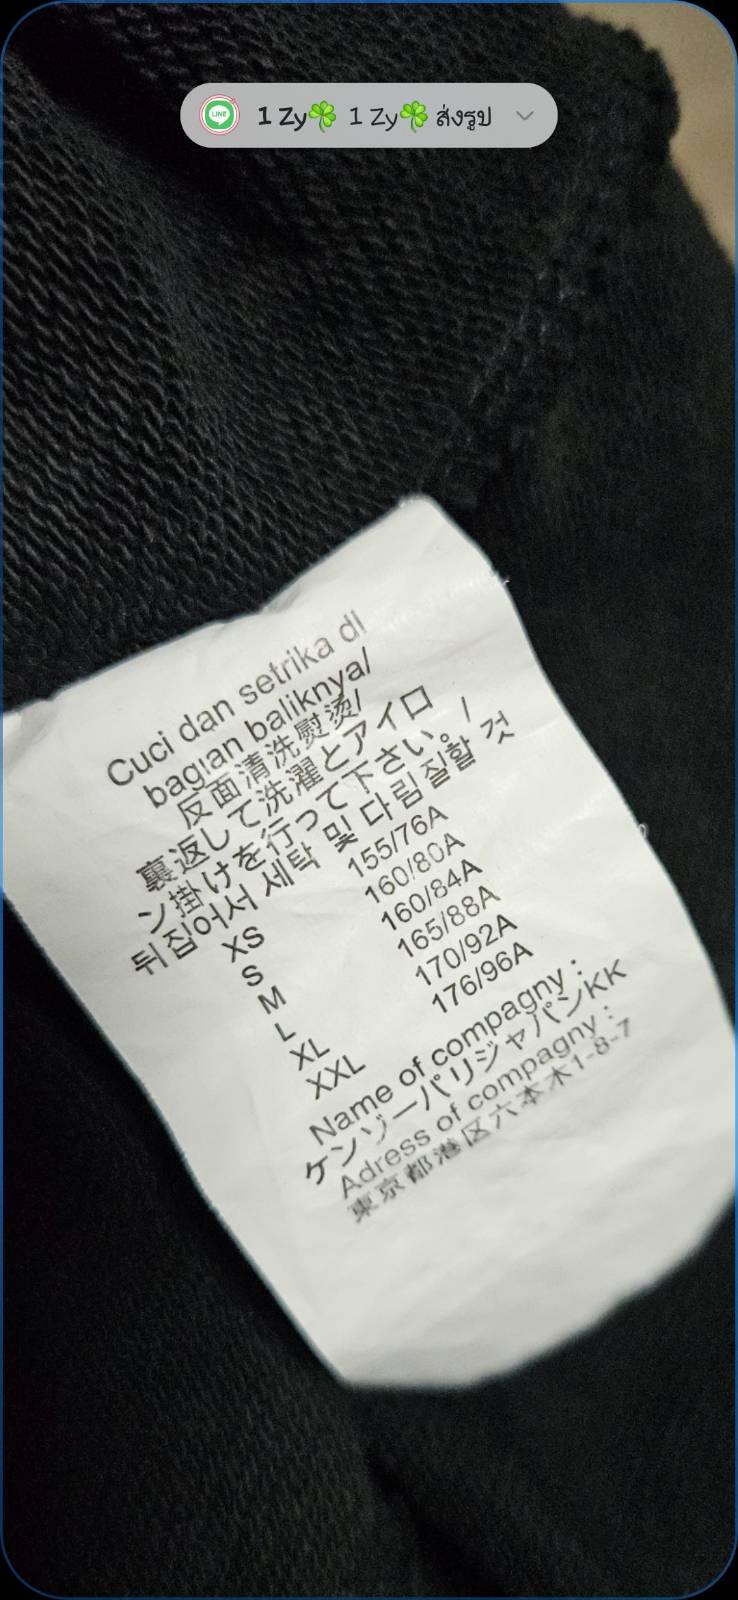 1 Zy🍀 1 Zy🍀 ส่งรูป
Cuci dan setrika dI
bagian baliknya/
反面清洗熨烫/
裏返して洗濯とアイロ
ン掛けを行って下さい。/
뒤집어서 세탁 및 다림질할 것
XS 155/76A
S 160/80A
M 160/84A
L 165/88A
XL 170/92A
XXL 176/96A
Name of compagny :
ケンゾーパリジャパンKK
Adress of compagny :
東京都港区六本木1-8-7